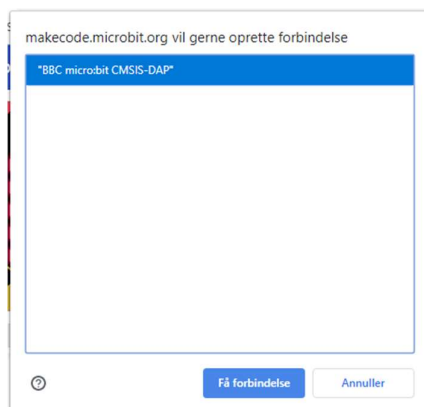 makecode.microbit.org vil gerne oprette forbindelse
"BBC micro:bit CMSIS-DAP"
Få forbindelse
Annuller